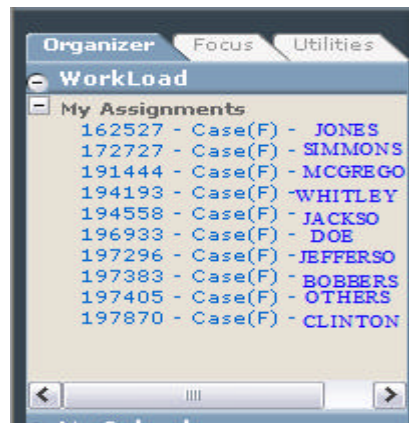 Organizer Focus Utilities
WorkLoad
My Assignments
162527 - Case(F) - JONES
172727 - Case(F) - SIMMONS
191444 - Case(F) - MCGREGO
194193 - Case(F) -WHITLEY
194558 - Case(F) - JACKSO
196933 - Case(F) - DOE
197296 - Case(F) -JEFFERSO
197383 - Case(F) - BOBBERS
197405 - Case(F) - OTHERS
197870 - Case(F) - CLINTON